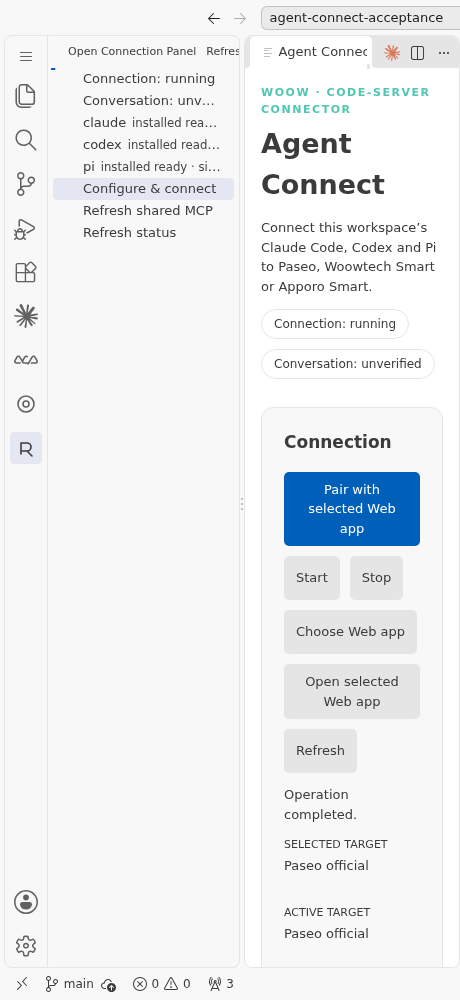 agent-connect-acceptance
Open Connection Panel Refres
Agent Connec
Connection: running
Conversation: unv…
claude installed rea…
codex installed read…
pi installed ready · si…
Configure & connect
Refresh shared MCP
Refresh status
WOOW · CODE-SERVER
CONNECTOR
Agent
Connect
Connect this workspace’s
Claude Code, Codex and Pi
to Paseo, Woowtech Smart
or Apporo Smart.
Connection: running
Conversation: unverified
Connection
Pair with
selected Web
app
Start Stop
Choose Web app
Open selected
Web app
Refresh
Operation
completed.
SELECTED TARGET
Paseo official
ACTIVE TARGET
Paseo official
main 0 0 3